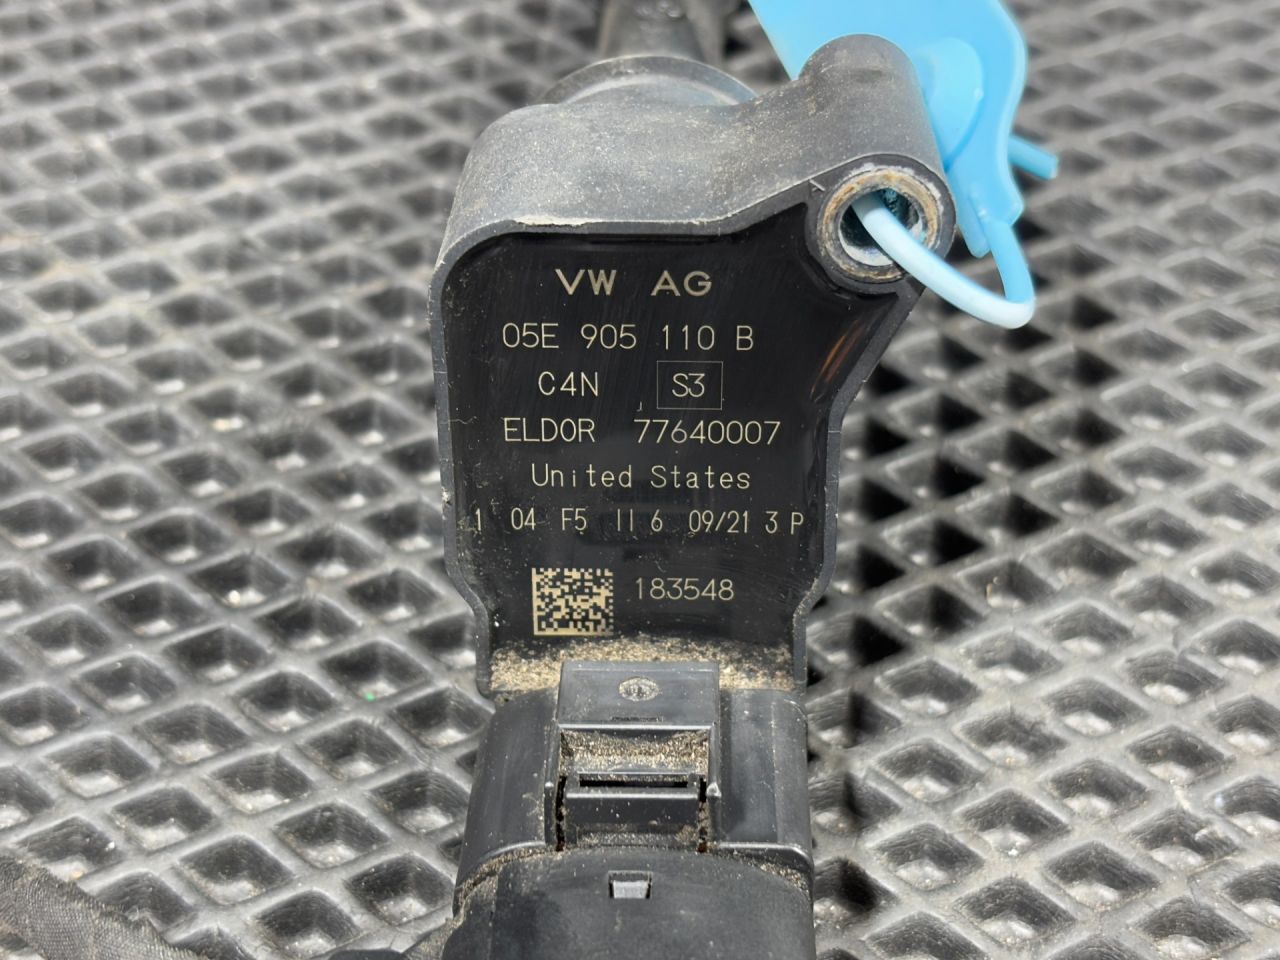 VW AG
05E 905 110 B
C4N S3
ELDOR 77640007
United States
1 04 F5 II 6 09/21 3 P
183548